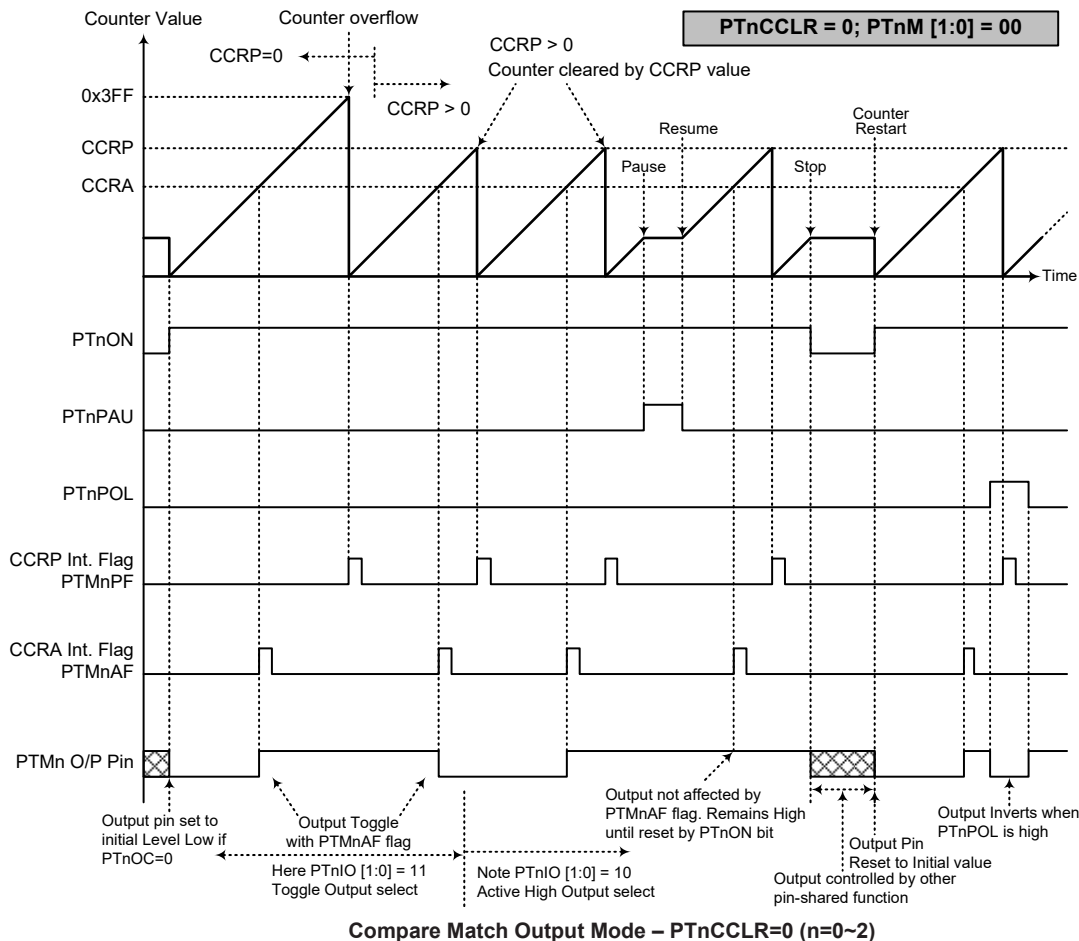 Counter Value
Counter overflow
PTnCCLR = 0; PTnM [1:0] = 00
CCRP=0
CCRP > 0
CCRP > 0
Counter cleared by CCRP value
0x3FF
CCRP
CCRA
Pause
Resume
Stop
Counter
Restart
Time
PTnON
PTnPAU
PTnPOL
CCRP Int. Flag
PTMnPF
CCRA Int. Flag
PTMnAF
PTMn O/P Pin
Output pin set to
initial Level Low if
PTnOC=0
Output Toggle
with PTMnAF flag
Here PTnIO [1:0] = 11
Toggle Output select
Note PTnIO [1:0] = 10
Active High Output select
Output not affected by
PTMnAF flag. Remains High
until reset by PTnON bit
Output Pin
Reset to Initial value
Output controlled by other
pin-shared function
Output Inverts when
PTnPOL is high
Compare Match Output Mode – PTnCCLR=0 (n=0~2)